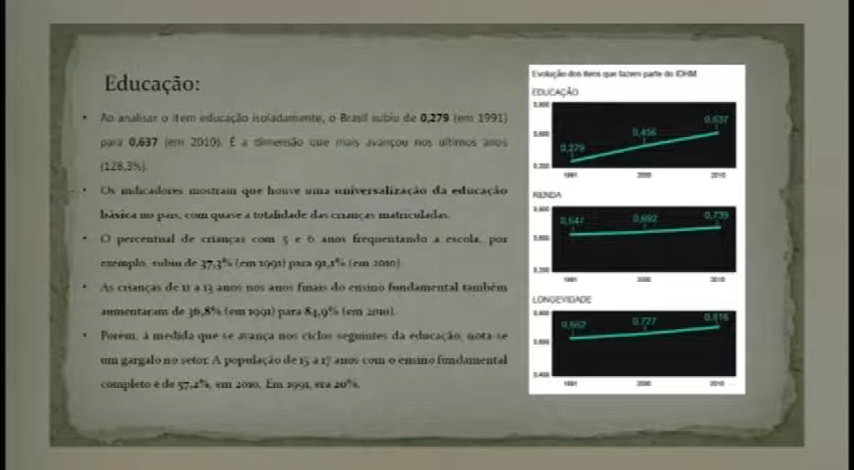 Educação:
• Ao analisar o item educação isoladamente, o Brasil subiu de 0,279 (em 1991)
para 0,637 (em 2010). É a dimensão que mais avançou nos últimos anos
(128,3%).
• Os indicadores mostram que houve uma universalização da educação
básica no país, com quase a totalidade das crianças matriculadas.
• O percentual de crianças com 5 e 6 anos frequentando a escola, por
exemplo, subiu de 37,3% (em 1991) para 91,1% (em 2010).
• As crianças de 11 a 13 anos nos anos finais do ensino fundamental também
aumentaram de 36,8% (em 1991) para 84,9% (em 2010).
• Porém, à medida que se avança nos ciclos seguintes da educação, nota-se
um gargalo no setor. A população de 15 a 17 anos com o ensino fundamental
completo é de 57,2%, em 2010. Em 1991, era 20%.
Evolução dos itens que fazem parte do IDHM
EDUCAÇÃO
0,279
0,456
0,637
1991 2000 2010
RENDA
0,647
0,692
0,739
1991 2000 2010
LONGEVIDADE
0,662
0,727
0,816
1991 2000 2010